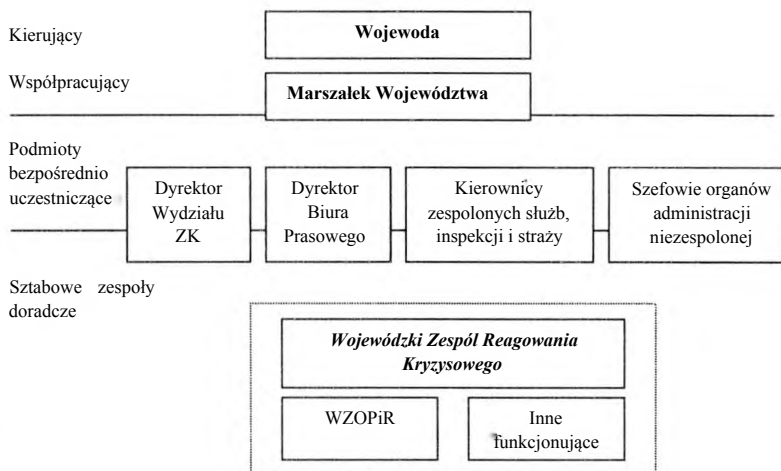 Kierujący
Wojewoda
Współpracujący
Marszałek Województwa
Podmioty
bezpośrednio
uczestniczące
Dyrektor
Wydziału
ZK
Dyrektor
Biura
Prasowego
Kierownicy
zespolonych służb,
inspekcji i straży
Szefowie organów
administracji
niezespolonej
Sztabowe zespoły
doradcze
Wojewódzki Zespól Reagowania
Kryzysowego
WZOPiR
Inne
funkcjonujące